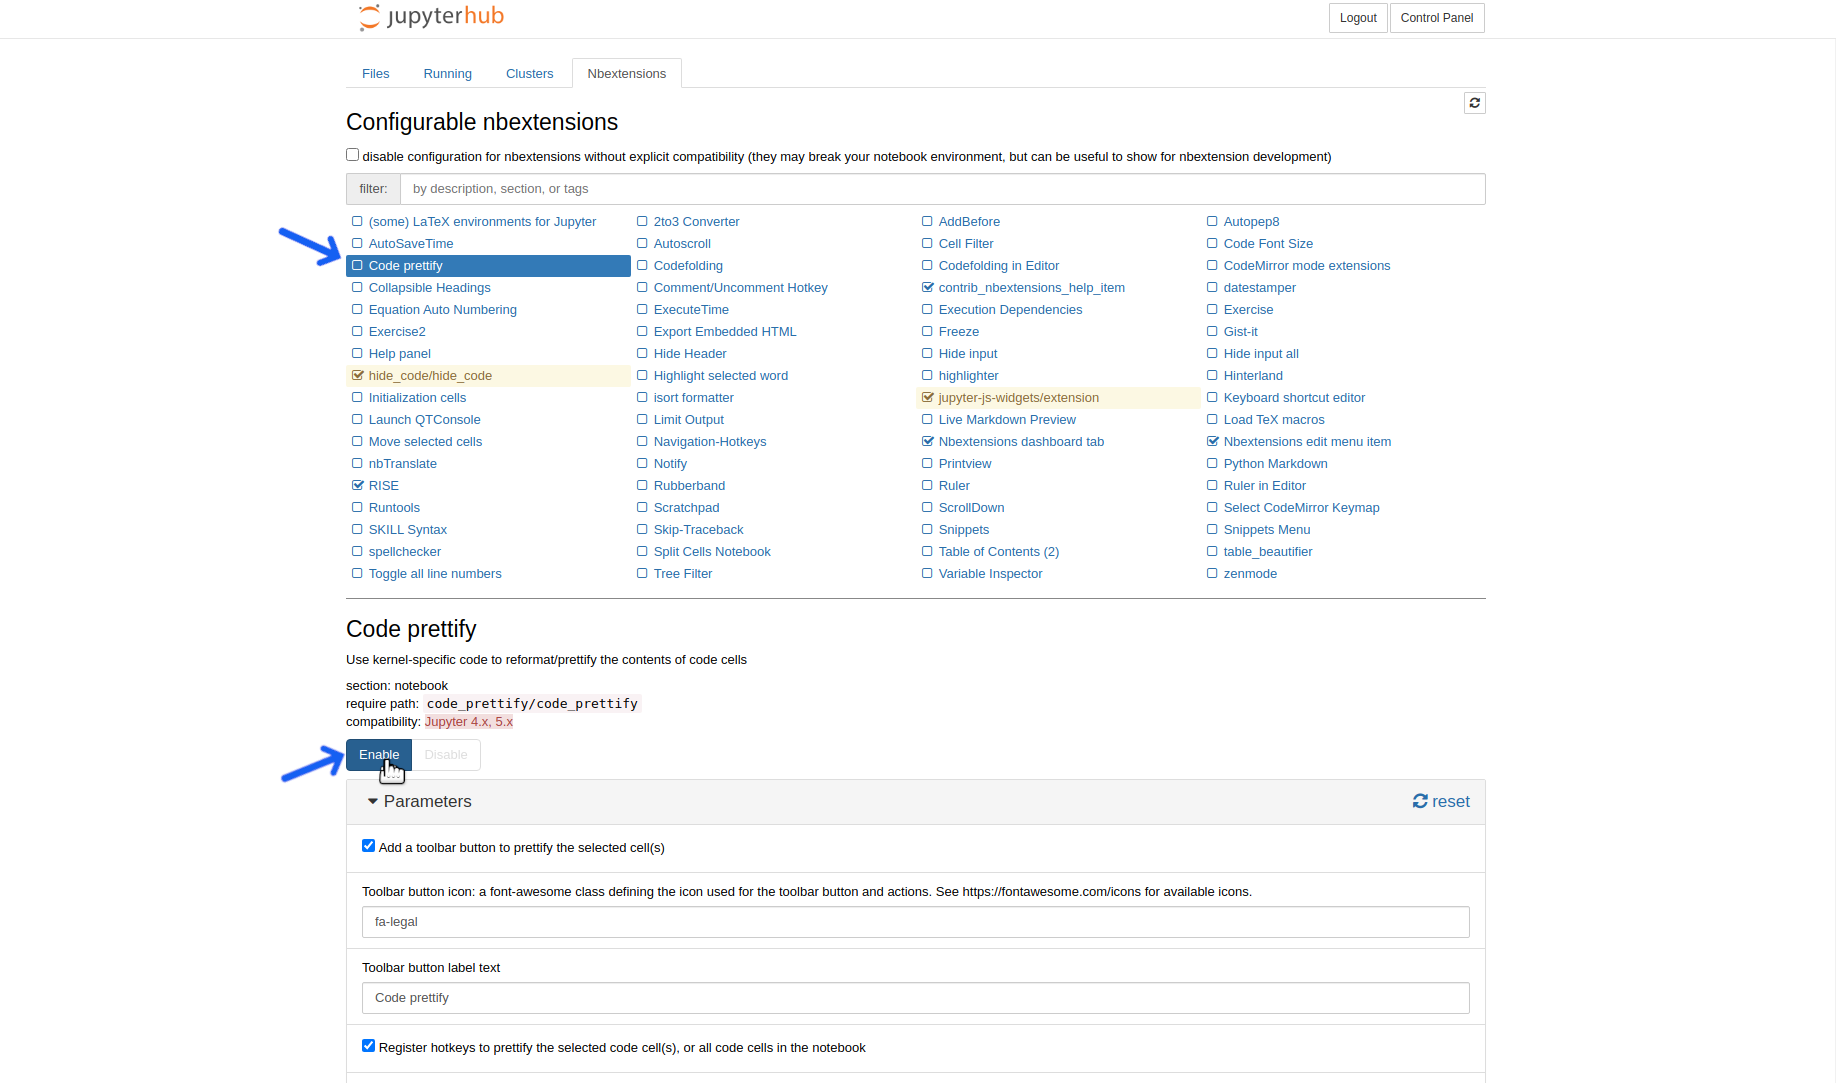 jupyterhub
Logout Control Panel
Files Running Clusters Nbextensions
Configurable nbextensions
disable configuration for nbextensions without explicit compatibility (they may break your notebook environment, but can be useful to show for nbextension development)
filter: by description, section, or tags
(some) LaTeX environments for Jupyter 2to3 Converter AddBefore Autopep8
AutoSaveTime Autoscroll Cell Filter Code Font Size
Code prettify Codefolding Codefolding in Editor CodeMirror mode extensions
Collapsible Headings Comment/Uncomment Hotkey contrib_nbextensions_help_item datestamper
Equation Auto Numbering ExecuteTime Execution Dependencies Exercise
Exercise2 Export Embedded HTML Freeze Gist-it
Help panel Hide Header Hide input Hide input all
hide_code/hide_code Highlight selected word highlighter Hinterland
Initialization cells isort formatter jupyter-js-widgets/extension Keyboard shortcut editor
Launch QTConsole Limit Output Live Markdown Preview Load TeX macros
Move selected cells Navigation-Hotkeys Nbextensions dashboard tab Nbextensions edit menu item
nbTranslate Notify Printview Python Markdown
RISE Rubberband Ruler Ruler in Editor
Runtools Scratchpad ScrollDown Select CodeMirror Keymap
SKILL Syntax Skip-Traceback Snippets Snippets Menu
spellchecker Split Cells Notebook Table of Contents (2) table_beautifier
Toggle all line numbers Tree Filter Variable Inspector zenmode
Code prettify
Use kernel-specific code to reformat/prettify the contents of code cells
section: notebook
require path: code_prettify/code_prettify
compatibility: Jupyter 4.x, 5.x
Enable Disable
Parameters reset
Add a toolbar button to prettify the selected cell(s)
Toolbar button icon: a font-awesome class defining the icon used for the toolbar button and actions. See https://fontawesome.com/icons for available icons.
fa-legal
Toolbar button label text
Code prettify
Register hotkeys to prettify the selected code cell(s), or all code cells in the notebook